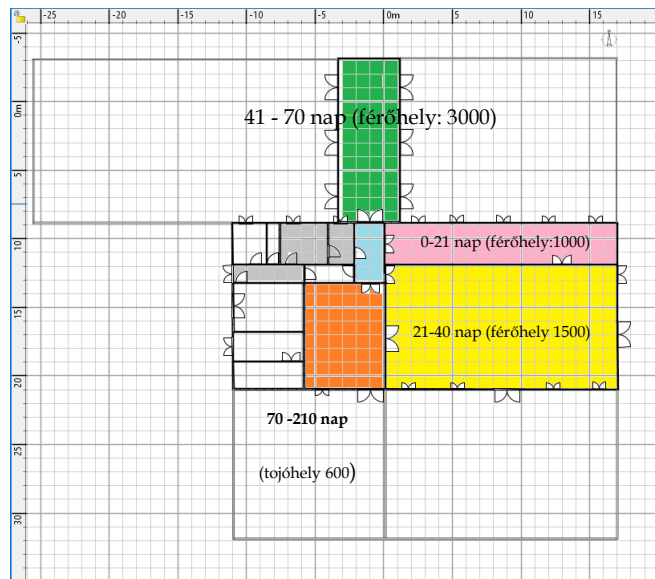 -25 -20 -15 -10 -5 0m 5 10 15
-5
0m
5
10
15
20
25
30
41 - 70 nap (férőhely: 3000)
0-21 nap (férőhely:1000)
21-40 nap (férőhely 1500)
70 -210 nap
(tojóhely 600)